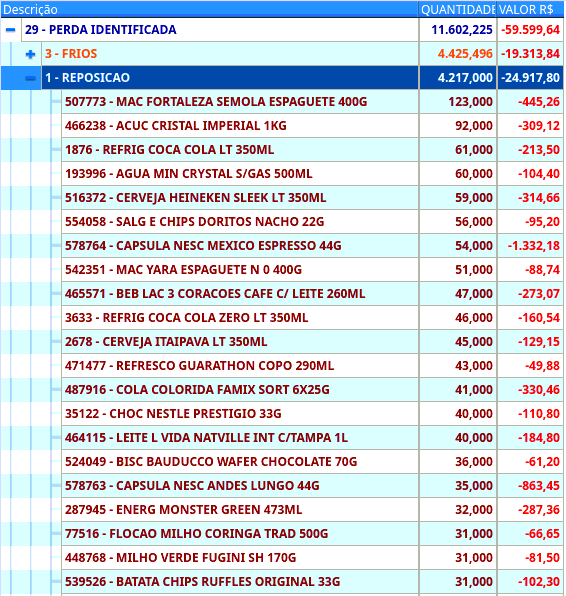 Descrição QUANTIDADE VALOR R$
29 - PERDA IDENTIFICADA 11.602,225 -59.599,64
3 - FRIOS 4.425,496 -19.313,84
1 - REPOSICAO 4.217,000 -24.917,80
507773 - MAC FORTALEZA SEMOLA ESPAGUETE 400G 123,000 -445,26
466238 - ACUC CRISTAL IMPERIAL 1KG 92,000 -309,12
1876 - REFRIG COCA COLA LT 350ML 61,000 -213,50
193996 - AGUA MIN CRYSTAL S/GAS 500ML 60,000 -104,40
516372 - CERVEJA HEINEKEN SLEEK LT 350ML 59,000 -314,66
554058 - SALG E CHIPS DORITOS NACHO 22G 56,000 -95,20
578764 - CAPSULA NESC MEXICO ESPRESSO 44G 54,000 -1.332,18
542351 - MAC YARA ESPAGUETE N 0 400G 51,000 -88,74
465571 - BEB LAC 3 CORACOES CAFE C/ LEITE 260ML 47,000 -273,07
3633 - REFRIG COCA COLA ZERO LT 350ML 46,000 -160,54
2678 - CERVEJA ITAIPAVA LT 350ML 45,000 -129,15
471477 - REFRESCO GUARATHON COPO 290ML 43,000 -49,88
487916 - COLA COLORIDA FAMIX SORT 6X25G 41,000 -330,46
35122 - CHOC NESTLE PRESTIGIO 33G 40,000 -110,80
464115 - LEITE L VIDA NATVILLE INT C/TAMPA 1L 40,000 -184,80
524049 - BISC BAUDUCCO WAFER CHOCOLATE 70G 36,000 -61,20
578763 - CAPSULA NESC ANDES LUNGO 44G 35,000 -863,45
287945 - ENERG MONSTER GREEN 473ML 32,000 -287,36
77516 - FLOCAO MILHO CORINGA TRAD 500G 31,000 -66,65
448768 - MILHO VERDE FUGINI SH 170G 31,000 -81,50
539526 - BATATA CHIPS RUFFLES ORIGINAL 33G 31,000 -102,30